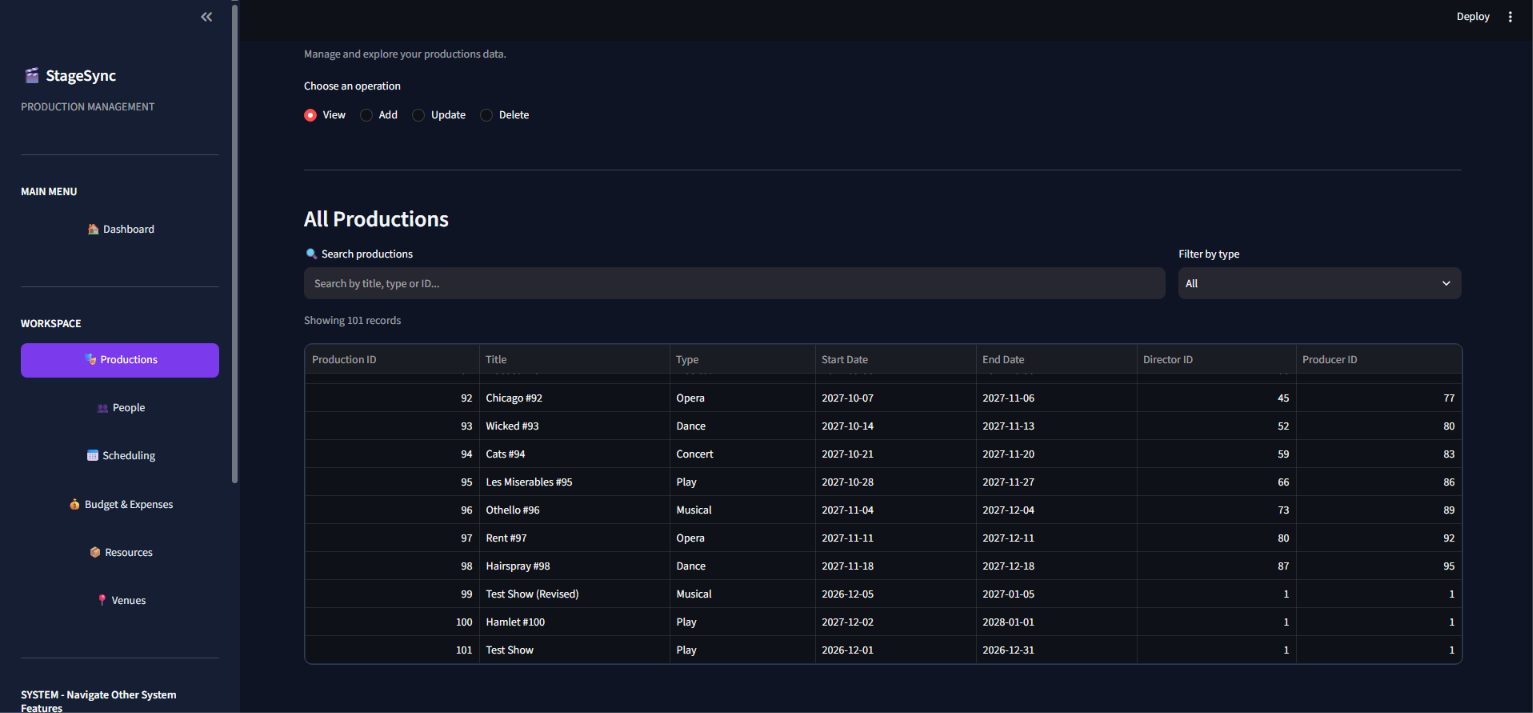 Deploy
StageSync
PRODUCTION MANAGEMENT
MAIN MENU
Dashboard
WORKSPACE
Productions
People
Scheduling
Budget & Expenses
Resources
Venues
SYSTEM - Navigate Other System
Features
Manage and explore your productions data.
Choose an operation
View Add Update Delete
All Productions
Search productions Filter by type
Search by title, type or ID... All
Showing 101 records
Production ID Title Type Start Date End Date Director ID Producer ID
92 Chicago #92 Opera 2027-10-07 2027-11-06 45 77
93 Wicked #93 Dance 2027-10-14 2027-11-13 52 80
94 Cats #94 Concert 2027-10-21 2027-11-20 59 83
95 Les Miserables #95 Play 2027-10-28 2027-11-27 66 86
96 Othello #96 Musical 2027-11-04 2027-12-04 73 89
97 Rent #97 Opera 2027-11-11 2027-12-11 80 92
98 Hairspray #98 Dance 2027-11-18 2027-12-18 87 95
99 Test Show (Revised) Musical 2026-12-05 2027-01-05 1 1
100 Hamlet #100 Play 2027-12-02 2028-01-01 1 1
101 Test Show Play 2026-12-01 2026-12-31 1 1